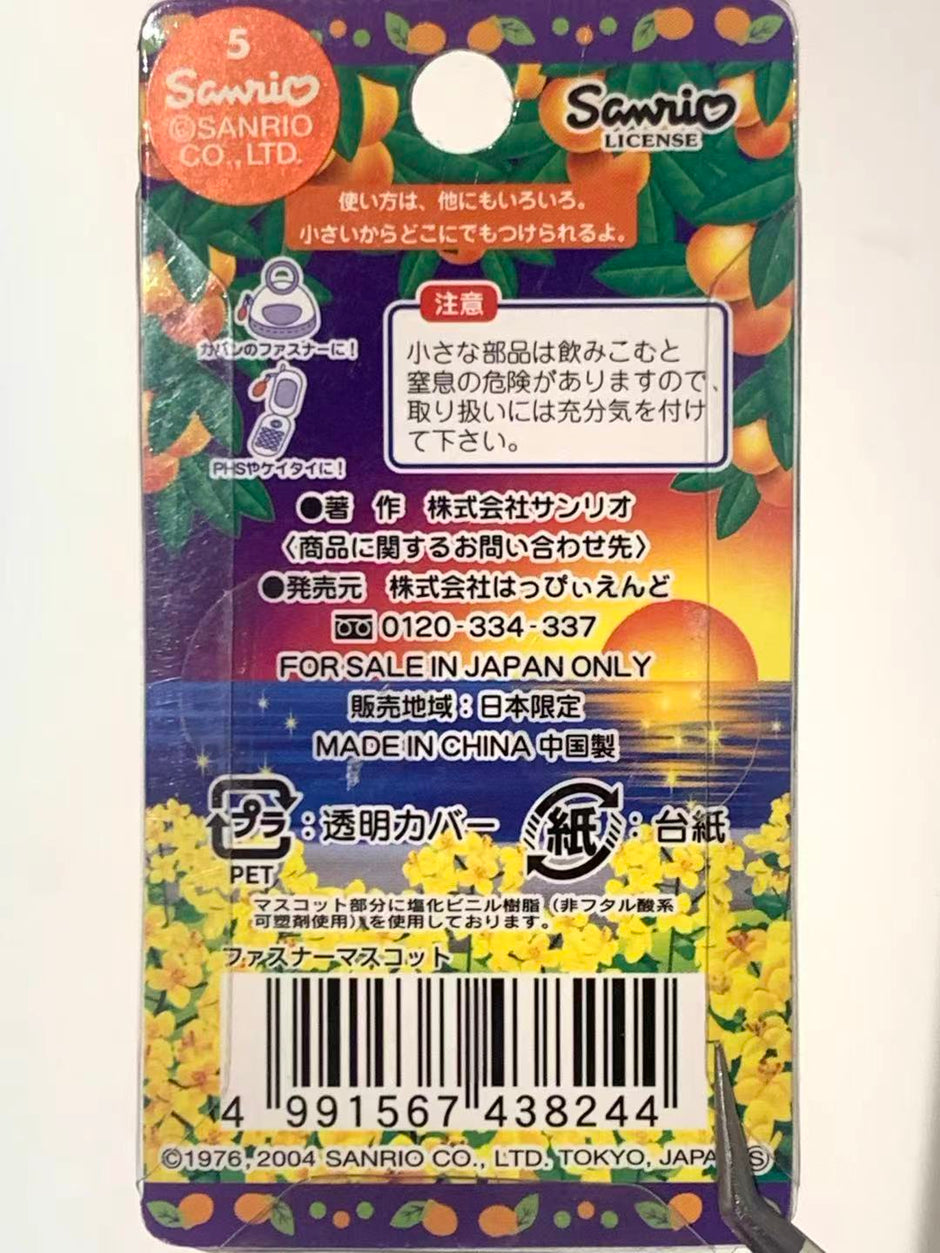 5
Sanrio
©SANRIO
CO., LTD.
Sanrio
LICENSE
使い方は、他にもいろいろ。
小さいからどこにでもつけられるよ。
カバンのファスナーに!
PHSやケイタイに!
注意
小さな部品は飲みこむと
窒息の危険がありますので、
取り扱いには充分気を付け
て下さい。
●著 作 株式会社サンリオ
〈商品に関するお問い合わせ先〉
●発売元 株式会社はっぴぃえんど
0120-334-337
FOR SALE IN JAPAN ONLY
販売地域:日本限定
MADE IN CHINA 中国製
プラ:透明カバー
PET
紙:台紙
マスコット部分に塩化ビニル樹脂(非フタル酸系
可塑剤使用)を使用しております。
ファスナーマスコット
4 991567 438244
©1976, 2004 SANRIO CO., LTD. TOKYO,